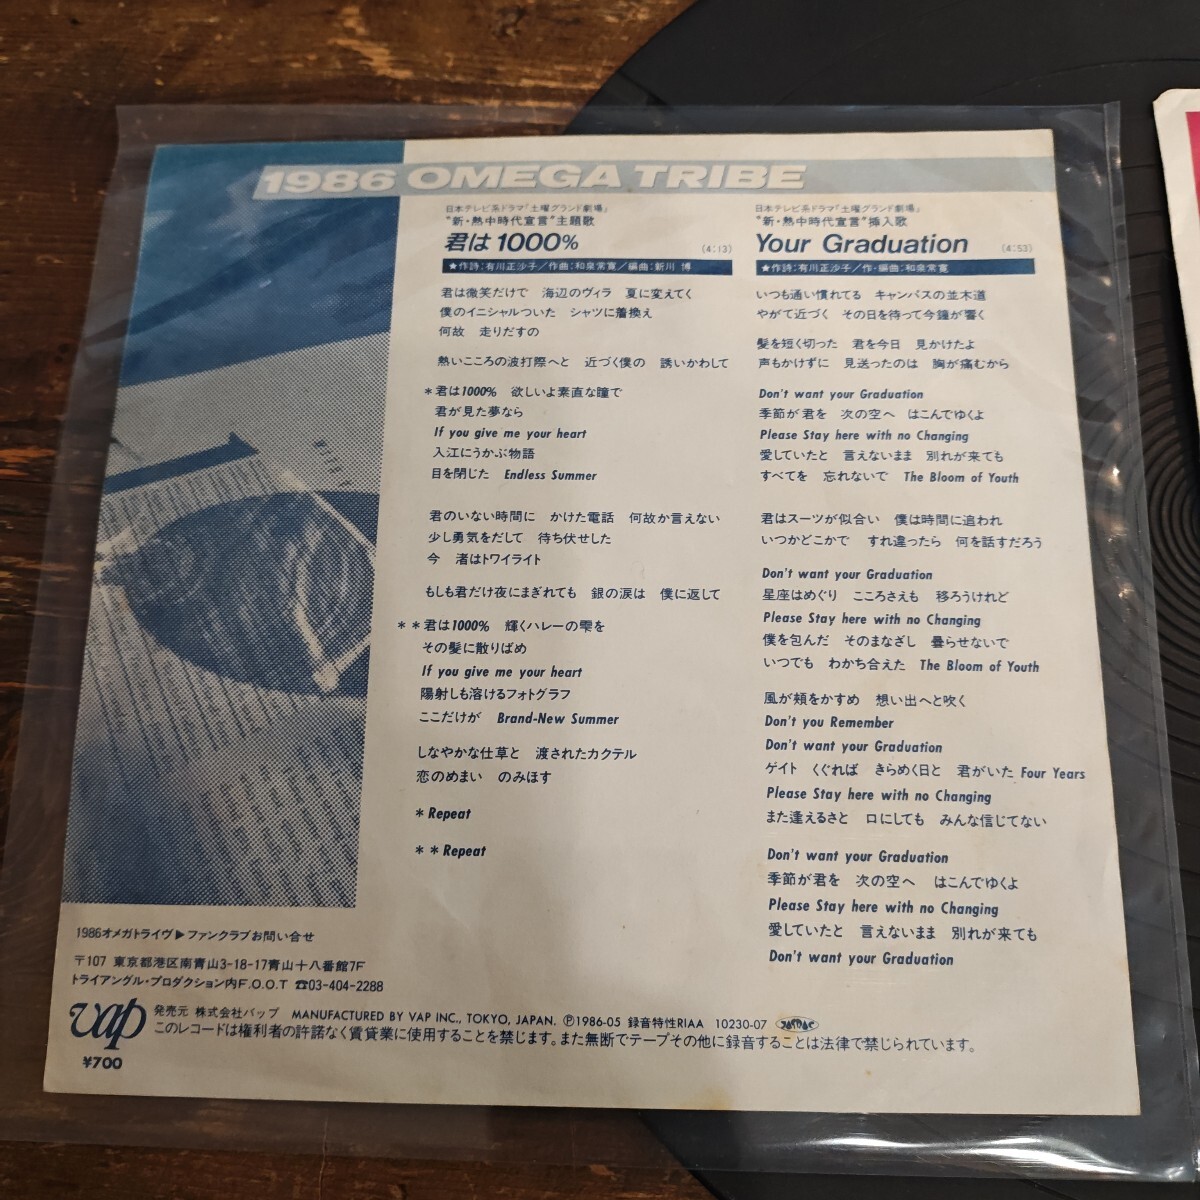 1986 OMEGA TRIBE
日本テレビ系ドラマ「土曜グランド劇場」
"新・熱中時代宣言"主題歌
君は1000% (4:13)
★作詩:有川正沙子/作曲:和泉常寛/編曲:新川 博
君は微笑だけで 海辺のヴィラ 夏に変えてく
僕のイニシャルついた シャツに着換え
何故 走りだすの
熱いこころの波打際へと 近づく僕の 誘いかわして
*君は1000% 欲しいよ素直な瞳で
君が見た夢なら
If you give me your heart
入江にうかぶ物語
目を閉じた Endless Summer
君のいない時間に かけた電話 何故か言えない
少し勇気をだして 待ち伏せした
今 渚はトワイライト
もしも君だけ夜にまぎれても 銀の涙は 僕に返して
**君は1000% 輝くハレーの雫を
その髪に散りばめ
If you give me your heart
陽射しも溶けるフォトグラフ
ここだけが Brand-New Summer
しなやかな仕草と 渡されたカクテル
恋のめまい のみほす
*Repeat
**Repeat
日本テレビ系ドラマ「土曜グランド劇場」
"新・熱中時代宣言"挿入歌
Your Graduation (4:53)
★作詩:有川正沙子/作・編曲:和泉常寛
いつも通い慣れてる キャンパスの並木道
やがて近づく その日を待って今鐘が響く
髪を短く切った 君を今日 見かけたよ
声もかけずに 見送ったのは 胸が痛むから
Don't want your Graduation
季節が君を 次の空へ はこんでゆくよ
Please Stay here with no Changing
愛していたと 言えないまま 別れが来ても
すべてを 忘れないで The Bloom of Youth
君はスーツが似合い 僕は時間に追われ
いつかどこかで すれ違ったら 何を話すだろう
Don't want your Graduation
星座はめぐり こころさえも 移ろうけれど
Please Stay here with no Changing
僕を包んだ そのまなざし 曇らせないで
いつでも わかち合えた The Bloom of Youth
風が頬をかすめ 想い出へと吹く
Don't you Remember
Don't want your Graduation
ゲイト くぐれば きらめく日と 君がいた Four Years
Please Stay here with no Changing
また逢えるさと 口にしても みんな信じてない
Don't want your Graduation
季節が君を 次の空へ はこんでゆくよ
Please Stay here with no Changing
愛していたと 言えないまま 別れが来ても
Don't want your Graduation
1986オメガトライヴ▶ファンクラブお問い合せ
〒107 東京都港区南青山3-18-17青山十八番館7F
トライアングル・プロダクション内F.O.O.T ☎03-404-2288
vap 発売元 株式会社バップ MANUFACTURED BY VAP INC., TOKYO, JAPAN. Ⓟ1986-05 録音特性RIAA 10230-07
このレコードは権利者の許諾なく賃貸業に使用することを禁じます。また無断でテープその他に録音することは法律で禁じられています。
¥700